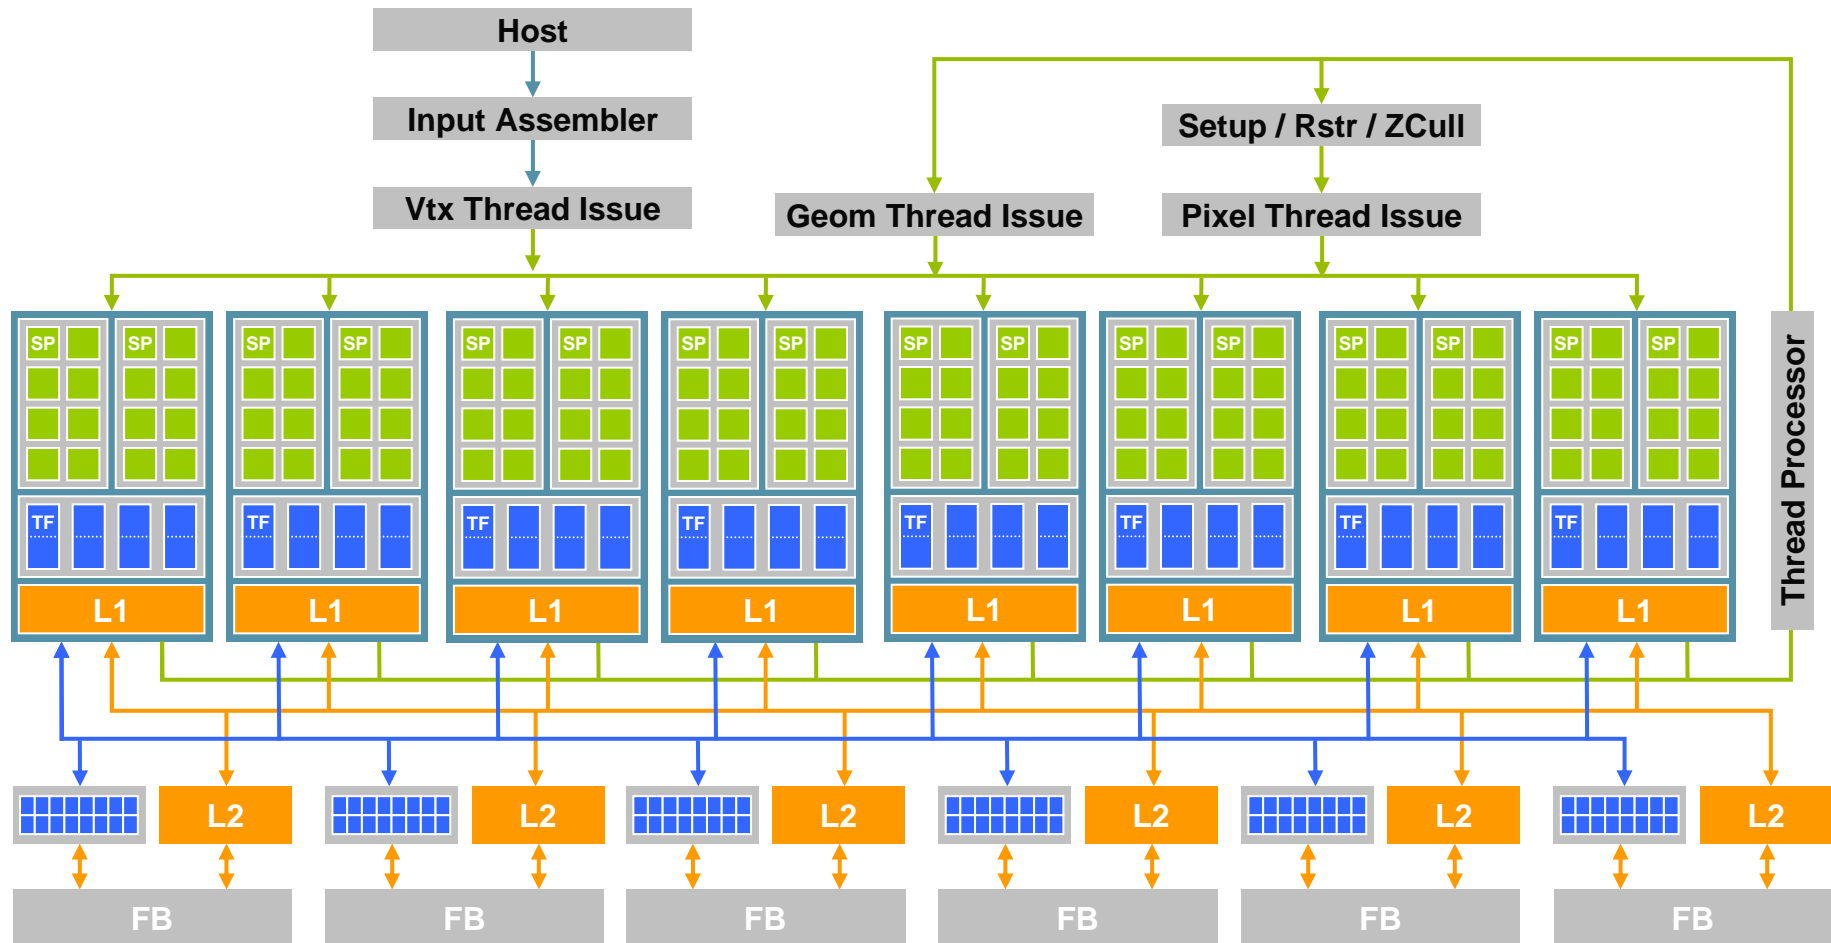 Host
Input Assembler
Setup / Rstr / ZCull
Vtx Thread Issue
Geom Thread Issue
Pixel Thread Issue
SP SP SP SP SP SP SP SP SP SP SP SP SP SP SP SP
Thread Processor
TF TF TF TF TF TF TF TF
L1 L1 L1 L1 L1 L1 L1 L1
L2 L2 L2 L2 L2 L2
FB FB FB FB FB FB